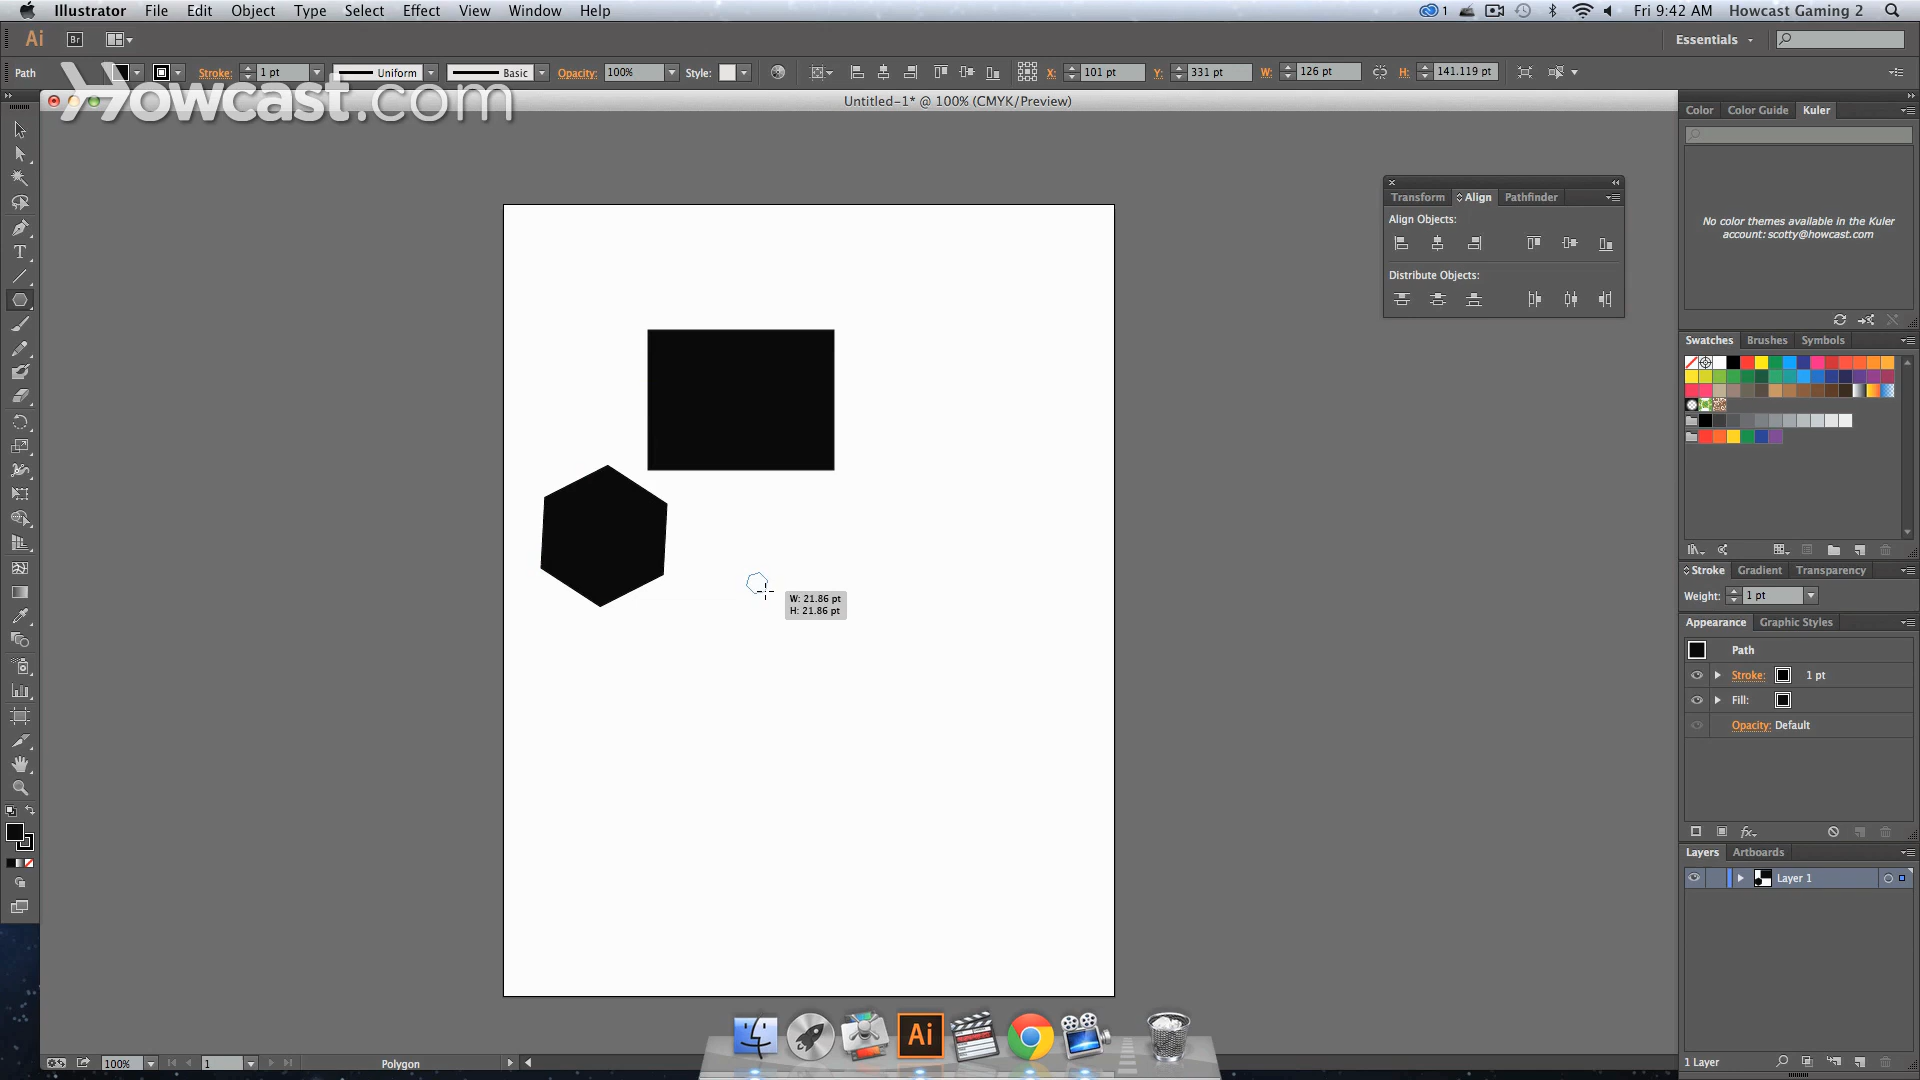 Illustrator File Edit Object Type Select Effect View Window Help
1 Fri 9:42 AM Howcast Gaming 2
Ai Br Essentials
Path Stroke: 1 pt Uniform Basic Opacity: 100% Style: X: 101 pt Y: 331 pt W: 126 pt H: 141.119 pt
Howcast.com
Untitled-1* @ 100% (CMYK/Preview)
Color Color Guide Kuler
No color themes available in the Kuler
account: scotty@howcast.com
Transform Align Pathfinder
Align Objects:
Distribute Objects:
Swatches Brushes Symbols
T
Stroke Gradient Transparency
Weight: 1 pt
W: 21.86 pt
H: 21.86 pt
Appearance Graphic Styles
Path
Stroke: 1 pt
Fill:
Opacity: Default
fx
Layers Artboards
Layer 1
Ai
100% 1 Polygon
1 Layer